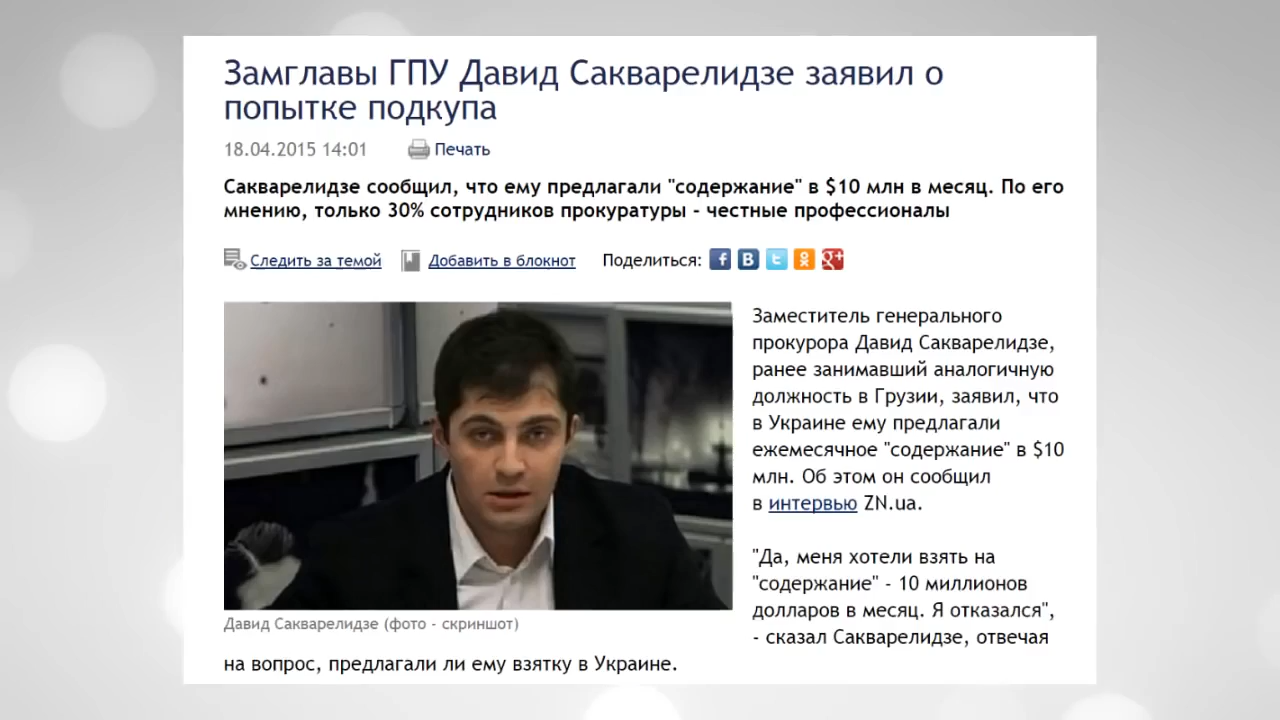 Замглавы ГПУ Давид Сакварелидзе заявил о
попытке подкупа
18.04.2015 14:01 Печать
Сакварелидзе сообщил, что ему предлагали "содержание" в $10 млн в месяц. По его
мнению, только 30% сотрудников прокуратуры - честные профессионалы
Следить за темой Добавить в блокнот Поделиться:
Заместитель генерального
прокурора Давид Сакварелидзе,
ранее занимавший аналогичную
должность в Грузии, заявил, что
в Украине ему предлагали
ежемесячное "содержание" в $10
млн. Об этом он сообщил
в интервью ZN.ua.
"Да, меня хотели взять на
"содержание" - 10 миллионов
долларов в месяц. Я отказался",
- сказал Сакварелидзе, отвечая
Давид Сакварелидзе (фото - скриншот)
на вопрос, предлагали ли ему взятку в Украине.